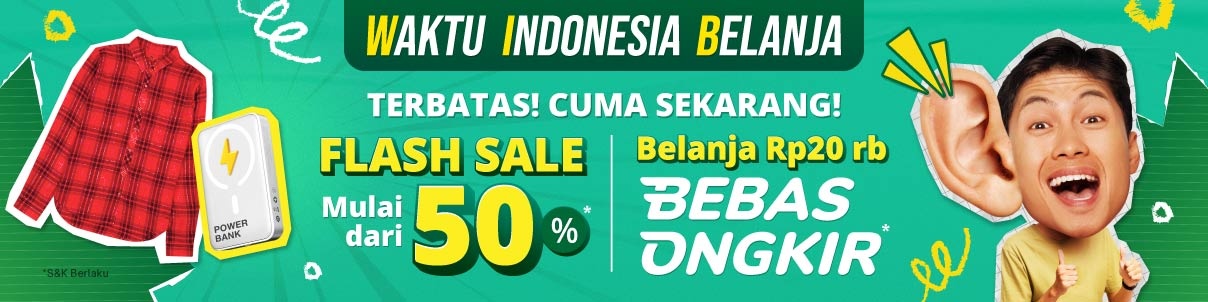 WAKTU INDONESIA BELANJA
TERBATAS! CUMA SEKARANG!
FLASH SALE
Mulai dari 50%*
Belanja Rp20 rb
BEBAS
ONGKIR*
POWER
BANK
*S&K Berlaku